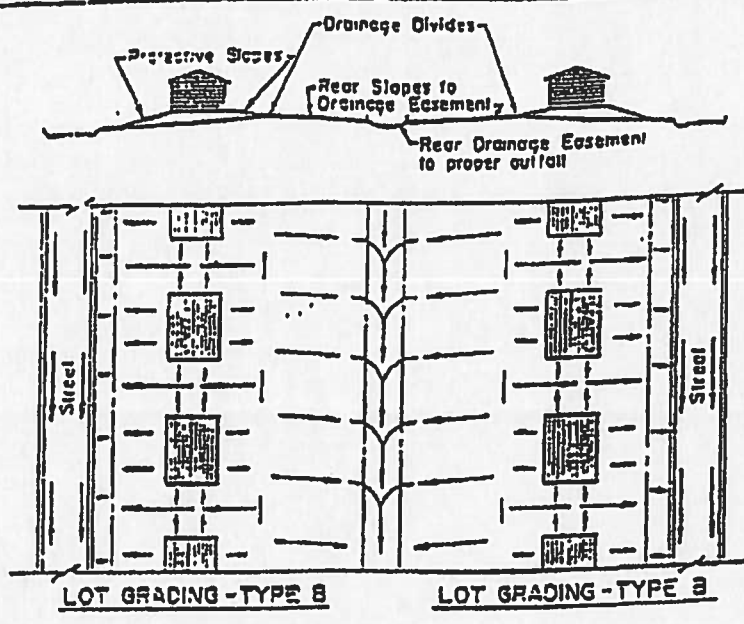 Drainage Divides
Protective Slopes
Rear Slopes to
Drainage Easement
Rear Drainage Easement
to proper outfall
Street
Street
LOT GRADING - TYPE B
LOT GRADING - TYPE B